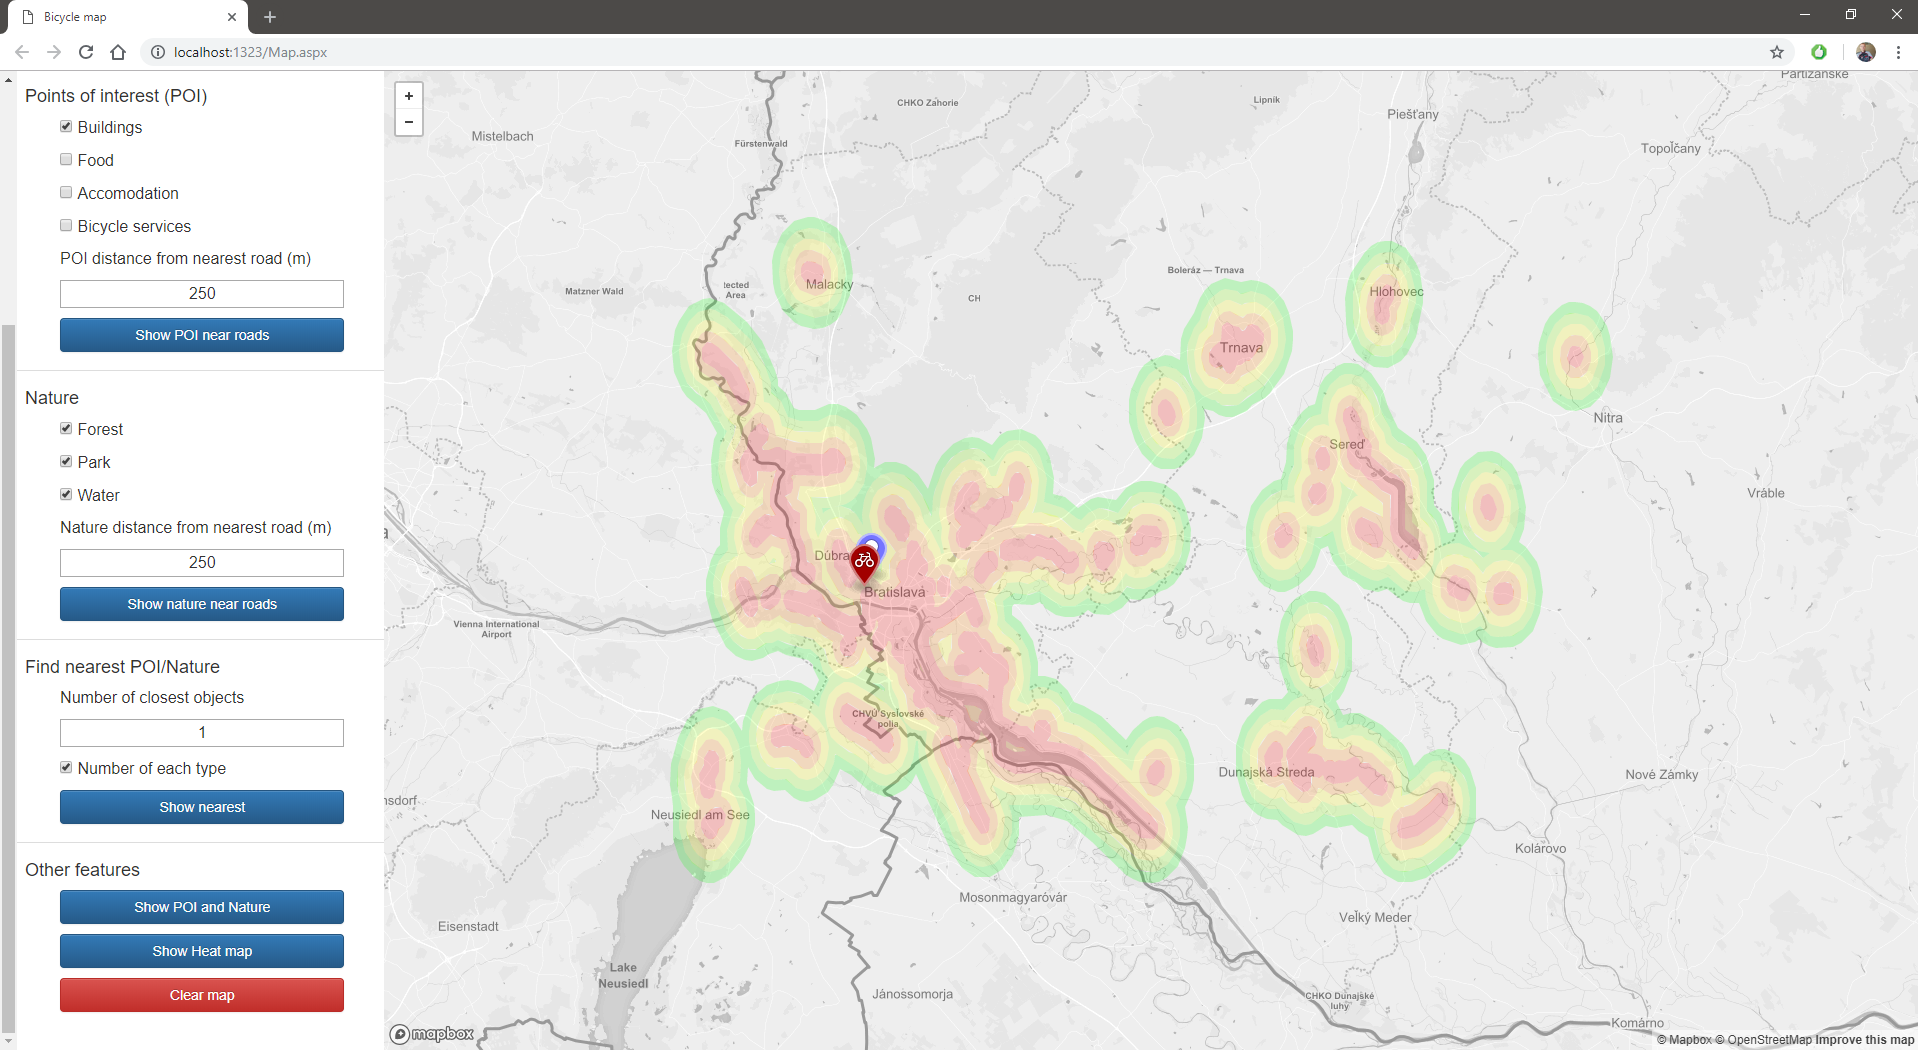 Bicycle map
localhost:1323/Map.aspx
Points of interest (POI)
Buildings
Food
Accomodation
Bicycle services
POI distance from nearest road (m)
250
Show POI near roads
Nature
Forest
Park
Water
Nature distance from nearest road (m)
250
Show nature near roads
Find nearest POI/Nature
Number of closest objects
1
Number of each type
Show nearest
Other features
Show POI and Nature
Show Heat map
Clear map
+
−
Partizánske
CHKO Záhorie
Lipník
Piešťany
Mistelbach
Fürstenwald
Topoľčany
Boleráz — Trnava
Malacky
lected
Area
Matzner Wald
CH
Hlohovec
Trnava
Nitra
Sereď
Vráble
a
Dúbra
Bratislava
Vienna International
Airport
CHVÚ Sysľovské
polia
Dunajská Streda
Nové Zámky
nsdorf
Neusiedl am See
Kolárovo
Mosonmagyaróvár
Veľký Meder
Eisenstadt
Lake
Neusiedl
Jánossomorja
CHKO Dunajské
luhy
Komárno
mapbox
© Mapbox © OpenStreetMap Improve this map